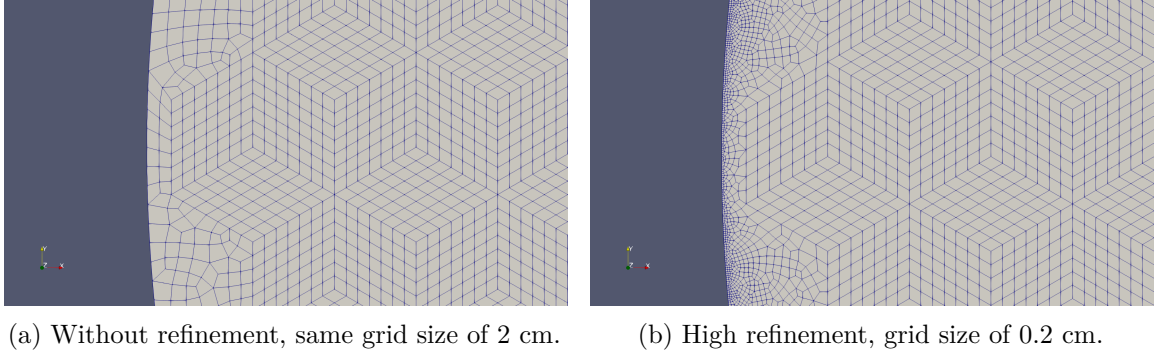 Y
Z
X
Y
Z
X
(a) Without refinement, same grid size of 2 cm.
(b) High refinement, grid size of 0.2 cm.